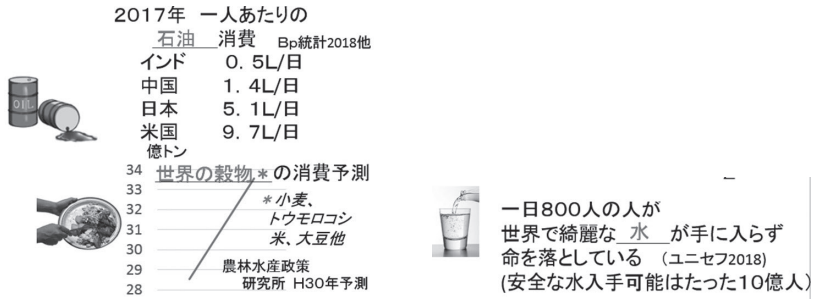 2017年 一人あたりの
石油 消費 Bp統計2018他
インド 0.5L/日
中国 1.4L/日
日本 5.1L/日
米国 9.7L/日
OIL
億トン
34 世界の穀物*の消費予測
33
32 *小麦、
31 トウモロコシ
30 米、大豆他
29 農林水産政策
28 研究所 H30年予測
一日800人の人が
世界で綺麗な 水 が手に入らず
命を落としている (ユニセフ2018)
(安全な水入手可能はたった10億人)